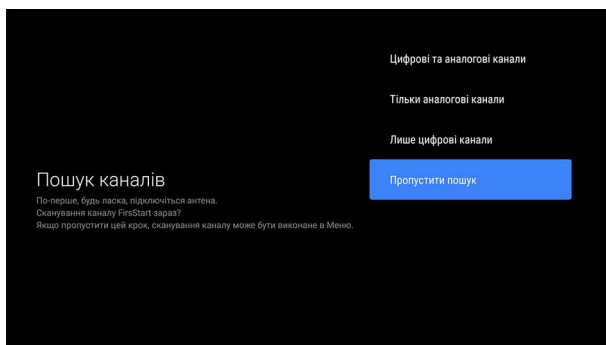 Цифрові та аналогові канали
Тільки аналогові канали
Лише цифрові канали
Пропустити пошук
Пошук каналів
По-перше, будь ласка, підключіться антена.
Сканування каналу FirsStart зараз?
Якщо пропустити цей крок, сканування каналу може бути виконане в Меню.